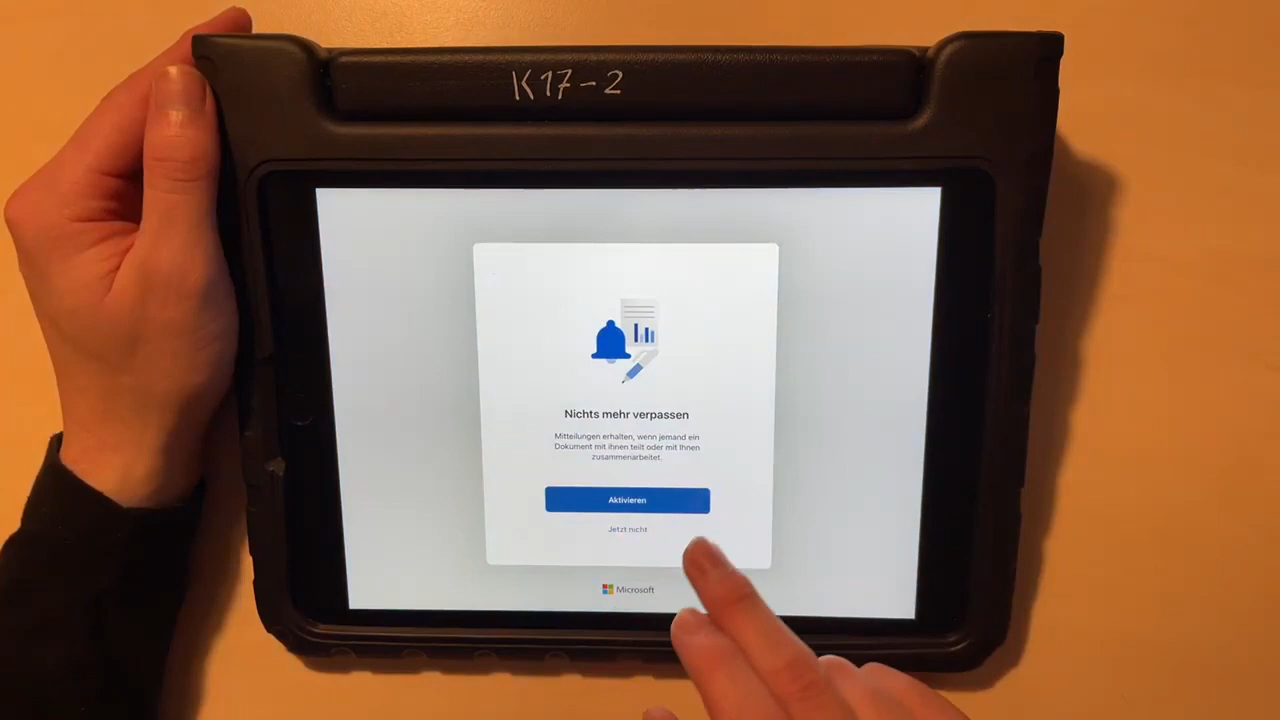 K17-2
Nichts mehr verpassen
Mitteilungen erhalten, wenn jemand ein
Dokument mit ihnen teilt oder mit Ihnen
zusammenarbeitet.
Aktivieren
Jetzt nicht
Microsoft